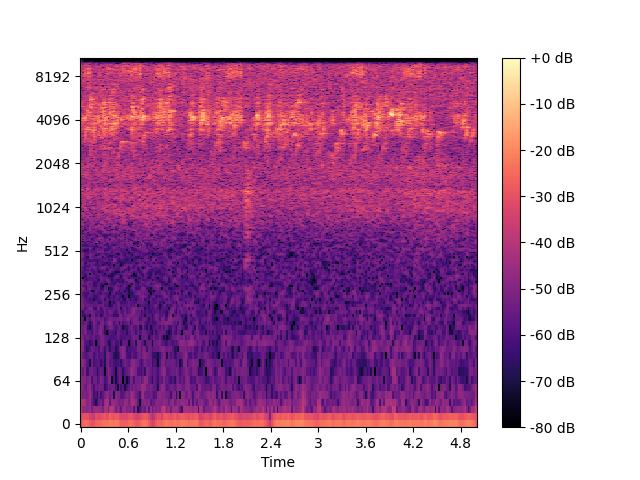 8192
4096
2048
1024
512
256
128
64
0
Hz
0 0.6 1.2 1.8 2.4 3 3.6 4.2 4.8
Time
+0 dB
-10 dB
-20 dB
-30 dB
-40 dB
-50 dB
-60 dB
-70 dB
-80 dB